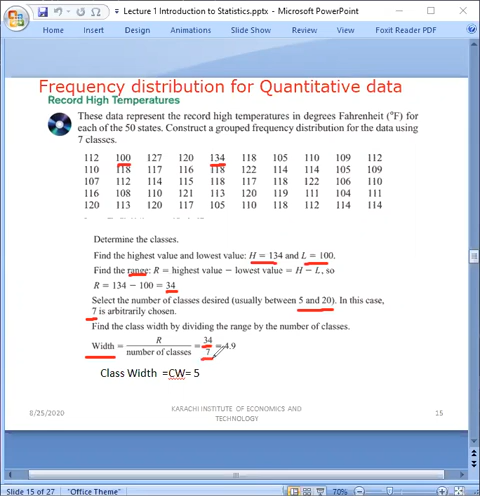 Lecture 1 Introduction to Statistics.pptx - Microsoft PowerPoint
Home Insert Design Animations Slide Show Review View Foxit Reader PDF
Frequency distribution for Quantitative data
Record High Temperatures
These data represent the record high temperatures in degrees Fahrenheit (°F) for
each of the 50 states. Construct a grouped frequency distribution for the data using
7 classes.
112 100 127 120 134 118 105 110 109 112
110 118 117 116 118 122 114 114 105 109
107 112 114 115 118 117 118 122 106 110
116 108 110 121 113 120 119 111 104 111
120 113 120 117 105 110 118 112 114 114
Determine the classes.
Find the highest value and lowest value: H = 134 and L = 100.
Find the range: R = highest value − lowest value = H − L, so
R = 134 − 100 = 34
Select the number of classes desired (usually between 5 and 20). In this case,
7 is arbitrarily chosen.
Find the class width by dividing the range by the number of classes.
Width = R / number of classes = 34 / 7 = 4.9
Class Width =CW= 5
8/25/2020
KARACHI INSTITUTE OF ECONOMICS AND
TECHNOLOGY
15
Slide 15 of 27 "Office Theme" 70%